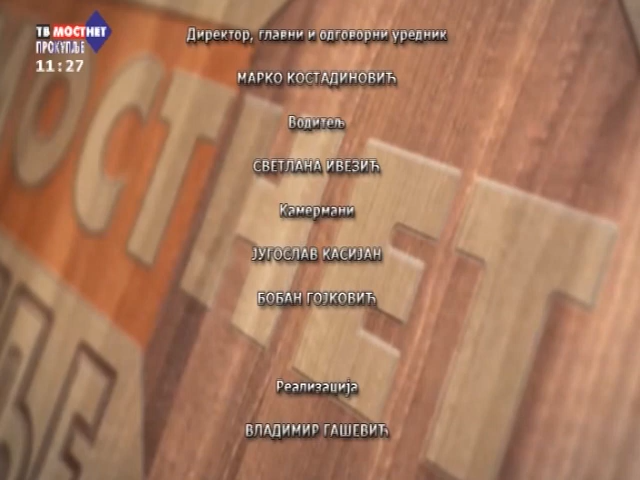 ТВ МОСТНЕТ
ПРОКУПЉЕ
11:27
Директор, главни и одговорни уредник
МАРКО КОСТАДИНОВИЋ
Водитељ
СВЕТЛАНА ИВЕЗИЋ
Камермани
ЈУГОСЛАВ КАСИЈАН
БОБАН ГОЈКОВИЋ
Реализација
ВЛАДИМИР ГАШЕВИЋ
ОСТНЕТ